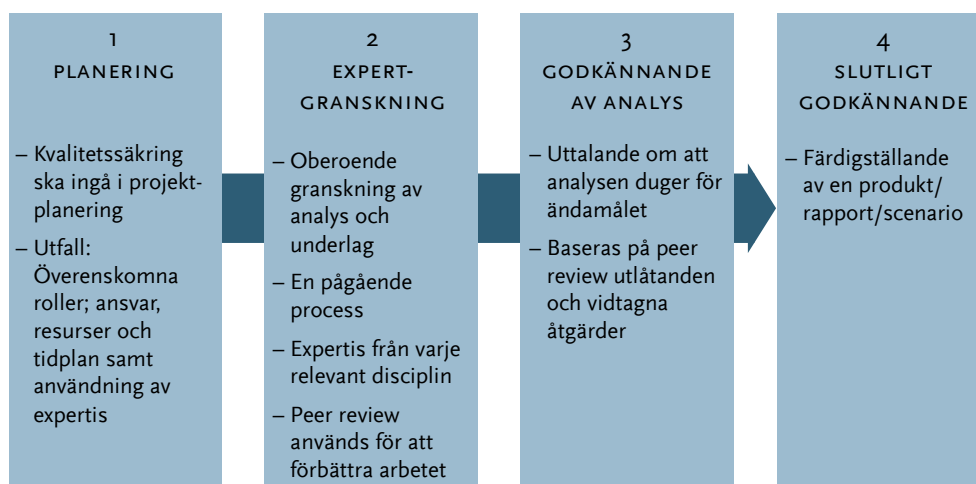 1
PLANERING
– Kvalitetssäkring
ska ingå i projekt-
planering
– Utfall:
Överenskomna
roller; ansvar,
resurser och
tidplan samt
användning av
expertis
2
EXPERT-
GRANSKNING
– Oberoende
granskning av
analys och
underlag
– En pågående
process
– Expertis från varje
relevant disciplin
– Peer review
används för att
förbättra arbetet
3
GODKÄNNANDE
AV ANALYS
– Uttalande om att
analysen duger för
ändamålet
– Baseras på peer
review utlåtanden
och vidtagna
åtgärder
4
SLUTLIGT
GODKÄNNANDE
– Färdigställande
av en produkt/
rapport/scenario